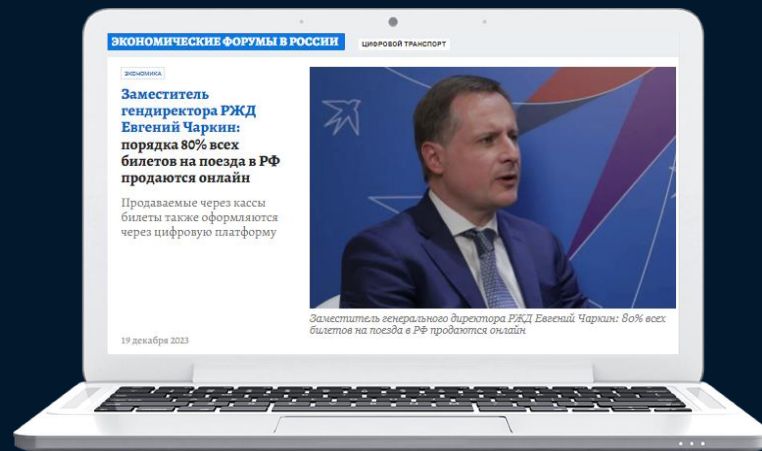 ЭКОНОМИЧЕСКИЕ ФОРУМЫ В РОССИИ
ЦИФРОВОЙ ТРАНСПОРТ
ЭКОНОМИКА
Заместитель
гендиректора РЖД
Евгений Чаркин:
порядка 80% всех
билетов на поезда в РФ
продаются онлайн
Продаваемые через кассы
билеты также оформляются
через цифровую платформу
19 декабря 2023
Заместитель генерального директора РЖД Евгений Чаркин: 80% всех
билетов на поезда в РФ продаются онлайн